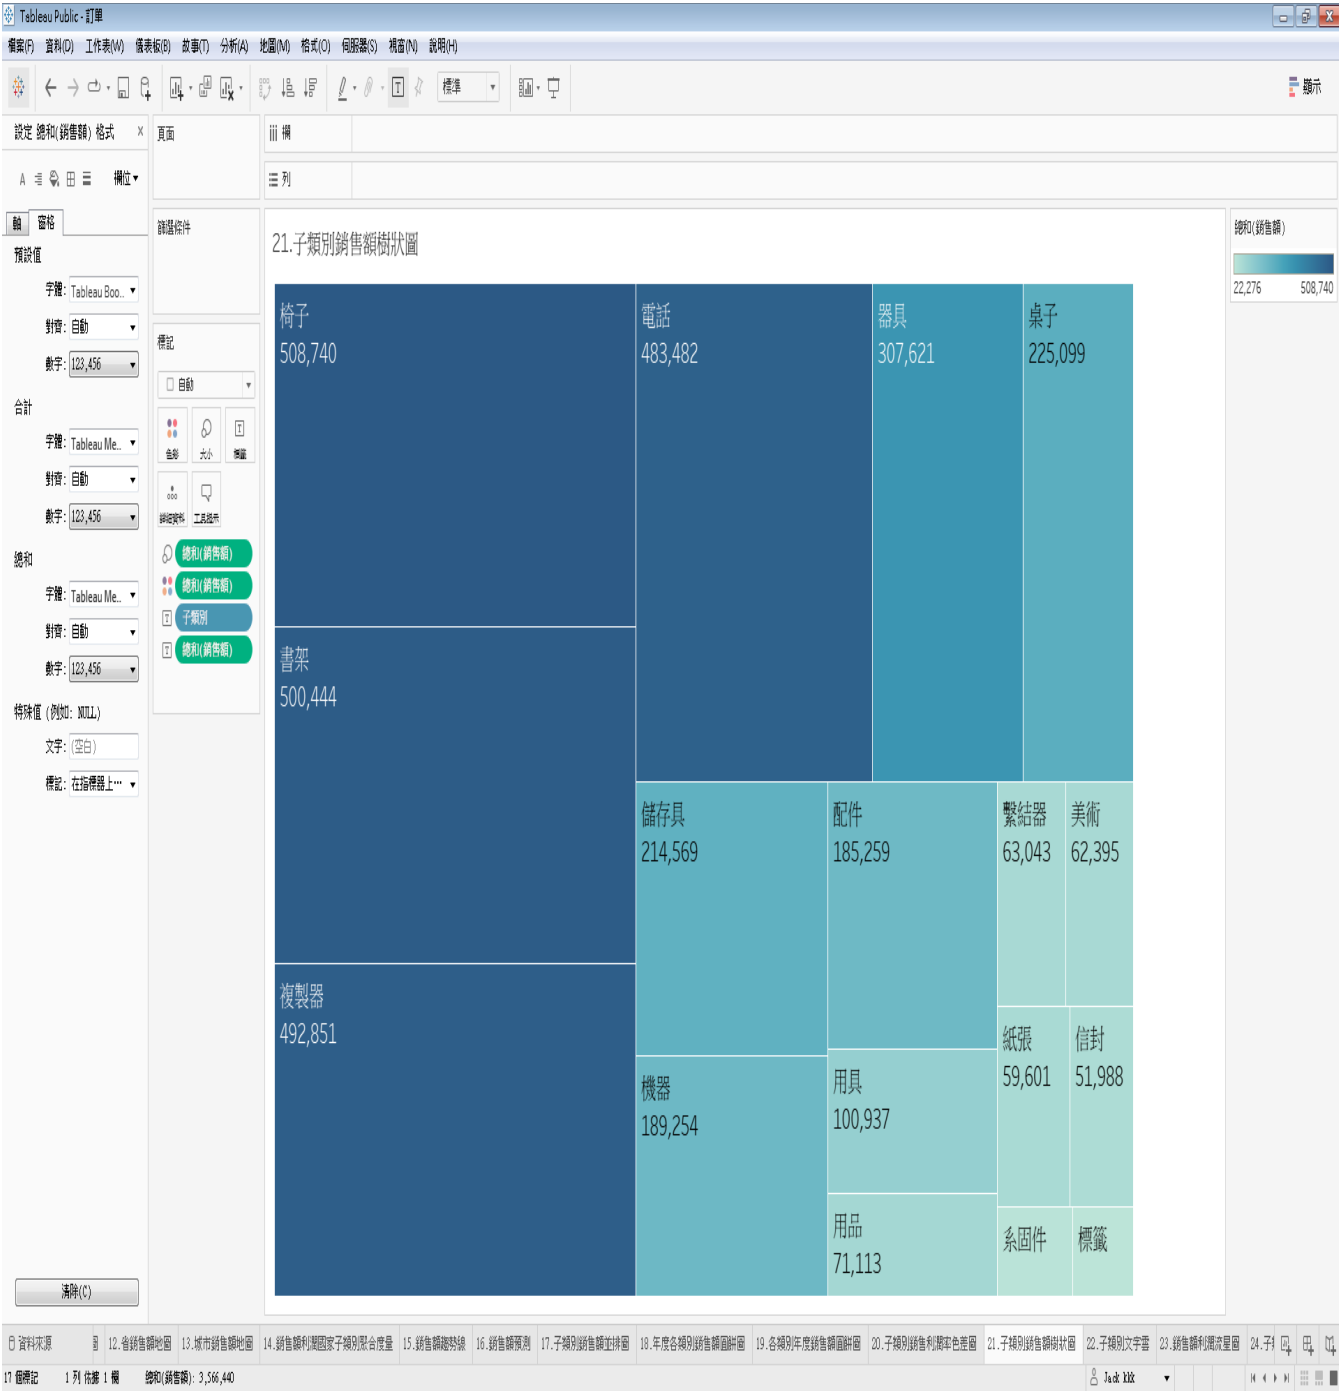 Tableau Public - 訂單
檔案(F) 資料(D) 工作表(W) 儀表板(B) 故事(T) 分析(A) 地圖(M) 格式(O) 伺服器(S) 視窗(N) 說明(H)
標準
顯示
設定 總和(銷售額) 格式 ×
欄位
軸 窗格
預設值
字體: Tableau Boo..
對齊: 自動
數字: 123,456
合計
字體: Tableau Me..
對齊: 自動
數字: 123,456
總和
字體: Tableau Me..
對齊: 自動
數字: 123,456
特殊值 (例如: NULL)
文字: (空白)
標記: 在指標器上…
清除(C)
頁面
篩選條件
標記
自動
色彩 大小 標籤
詳細資料 工具提示
總和(銷售額)
總和(銷售額)
子類別
總和(銷售額)
iii 欄
列
21.子類別銷售額樹狀圖
椅子
508,740
書架
500,444
複製器
492,851
電話
483,482
器具
307,621
桌子
225,099
儲存具
214,569
機器
189,254
配件
185,259
用具
100,937
用品
71,113
繫結器
63,043
美術
62,395
紙張
59,601
信封
51,988
系固件
標籤
總和(銷售額)
22,276 508,740
資料來源 圖 12.省銷售額地圖 13.城市銷售額地圖 14.銷售額利潤國家子類別聚合度量 15.銷售額趨勢線 16.銷售額預測 17.子類別銷售額並排圖 18.年度各類別銷售額圓餅圖 19.各類別年度銷售額圓餅圖 20.子類別銷售利潤率色差圖 21.子類別銷售額樹狀圖 22.子類別文字雲 23.銷售額利潤流星圖 24.子
17 個標記 1 列 依據 1 欄 總和(銷售額): 3,566,440
Jack kkk